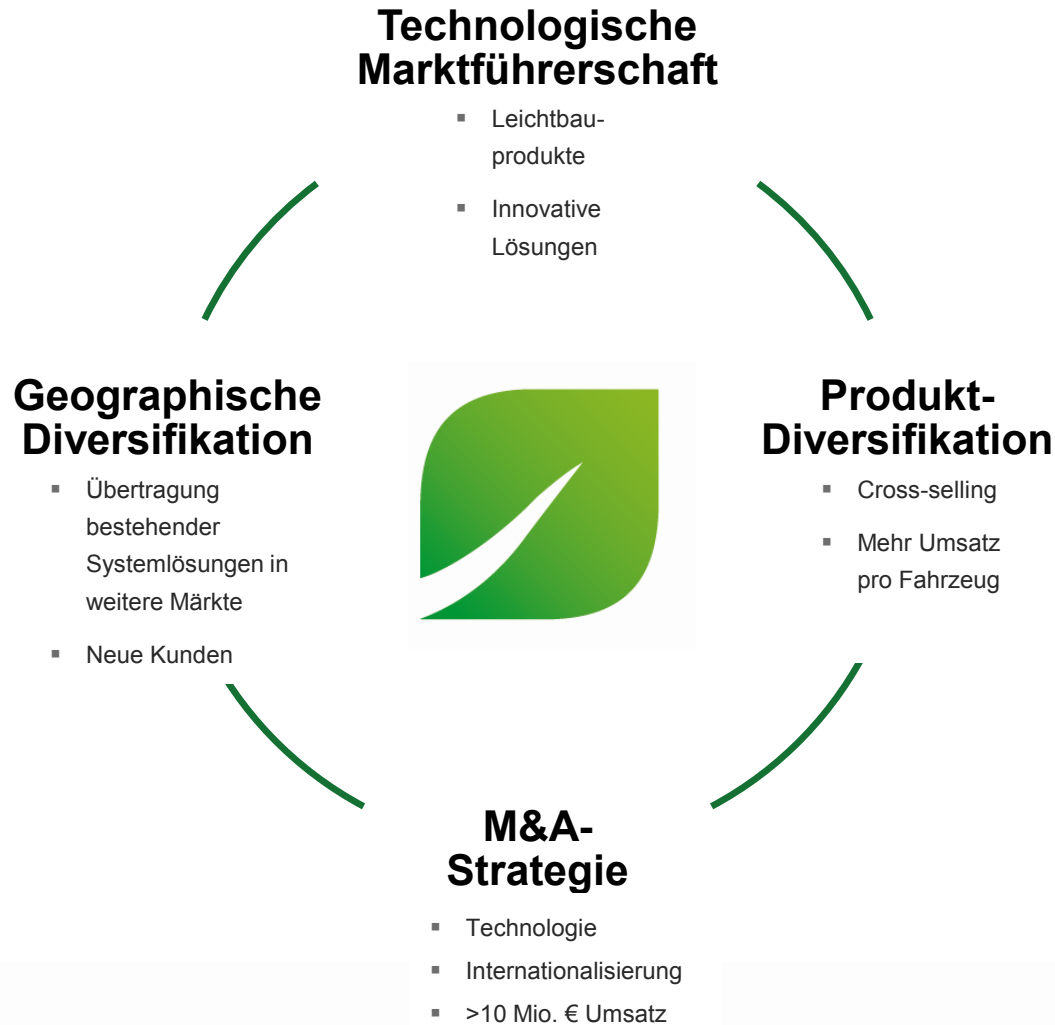 Technologische
Marktführerschaft
▪ Leichtbau-
produkte
▪ Innovative
Lösungen
Geographische
Diversifikation
▪ Übertragung
bestehender
Systemlösungen in
weitere Märkte
▪ Neue Kunden
Produkt-
Diversifikation
▪ Cross-selling
▪ Mehr Umsatz
pro Fahrzeug
M&A-
Strategie
▪ Technologie
▪ Internationalisierung
▪ >10 Mio. € Umsatz